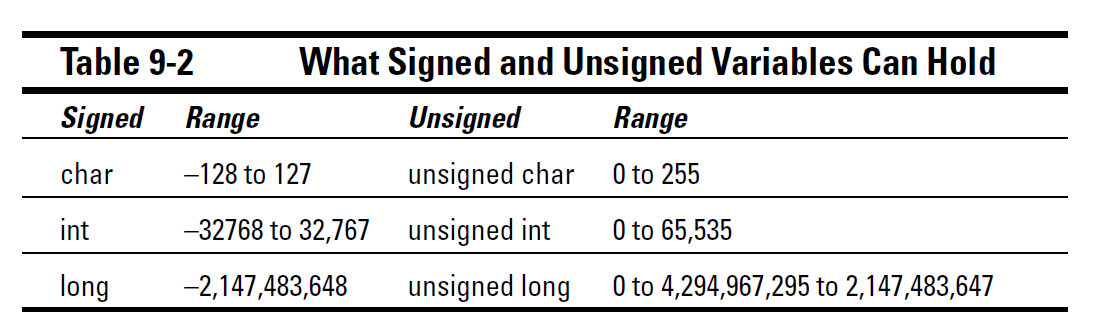 Table 9-2 What Signed and Unsigned Variables Can Hold
Signed Range Unsigned Range
char –128 to 127 unsigned char 0 to 255
int –32768 to 32,767 unsigned int 0 to 65,535
long –2,147,483,648 unsigned long 0 to 4,294,967,295 to 2,147,483,647